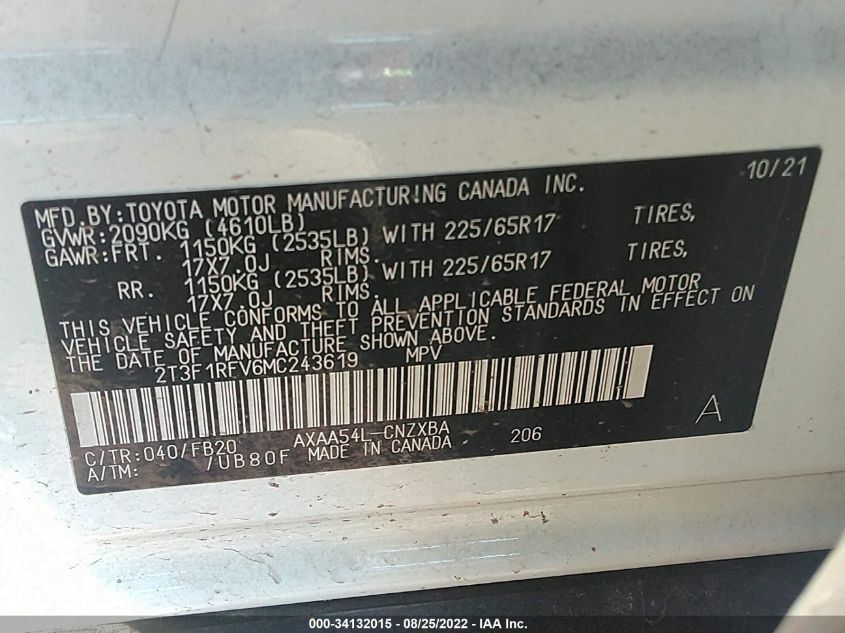 10/21
MFD.BY:TOYOTA MOTOR MANUFACTURING CANADA INC.
GVWR:2090KG (4610LB)
GAWR:FRT. 1150KG (2535LB) WITH 225/65R17 TIRES,
17X7.0J RIMS.
RR. 1150KG (2535LB) WITH 225/65R17 TIRES,
17X7.0J RIMS.
THIS VEHICLE CONFORMS TO ALL APPLICABLE FEDERAL MOTOR
VEHICLE SAFETY AND THEFT PREVENTION STANDARDS IN EFFECT ON
THE DATE OF MANUFACTURE SHOWN ABOVE.
2T3F1RFV6MC243619 MPV
A
C/TR:040/FB20 AXAA54L-CNZXBA 206
A/TM: /UB80F MADE IN CANADA
000-34132015 - 08/25/2022 - IAA Inc.